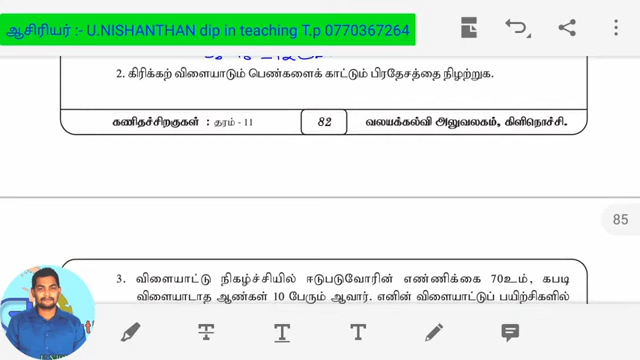 ஆசிரியர் :- U.NISHANTHAN dip in teaching T.p 0770367264
2. கிரிக்கற் விளையாடும் பெண்களைக் காட்டும் பிரதேசத்தை நிழற்றுக.
கணிதச்சிறகுகள் : தரம் - 11
82
வலயக்கல்வி அலுவலகம், கிளிநொச்சி.
85
3. விளையாட்டு நிகழ்ச்சியில் ஈடுபடுவோரின் எண்ணிக்கை 70உம், கபடி
விளையாடாத ஆண்கள் 10 பேரும் ஆவார். எனின் விளையாட்டுப் பயிற்சிகளில்